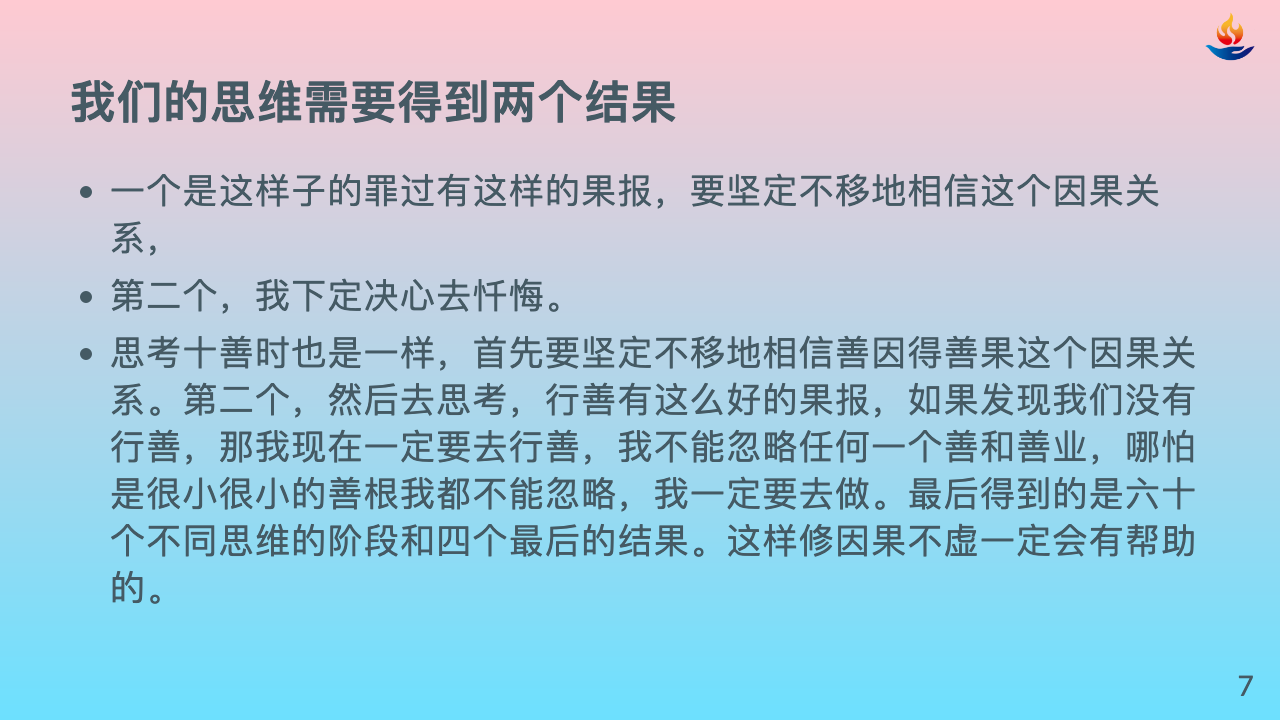 我们的思维需要得到两个结果
一个是这样子的罪过有这样的果报，要坚定不移地相信这个因果关
系，
第二个，我下定决心去忏悔。
思考十善时也是一样，首先要坚定不移地相信善因得善果这个因果关
系。第二个，然后去思考，行善有这么好的果报，如果发现我们没有
行善，那我现在一定要去行善，我不能忽略任何一个善和善业，哪怕
是很小很小的善根我都不能忽略，我一定要去做。最后得到的是六十
个不同思维的阶段和四个最后的结果。这样修因果不虚一定会有帮助
的。
7